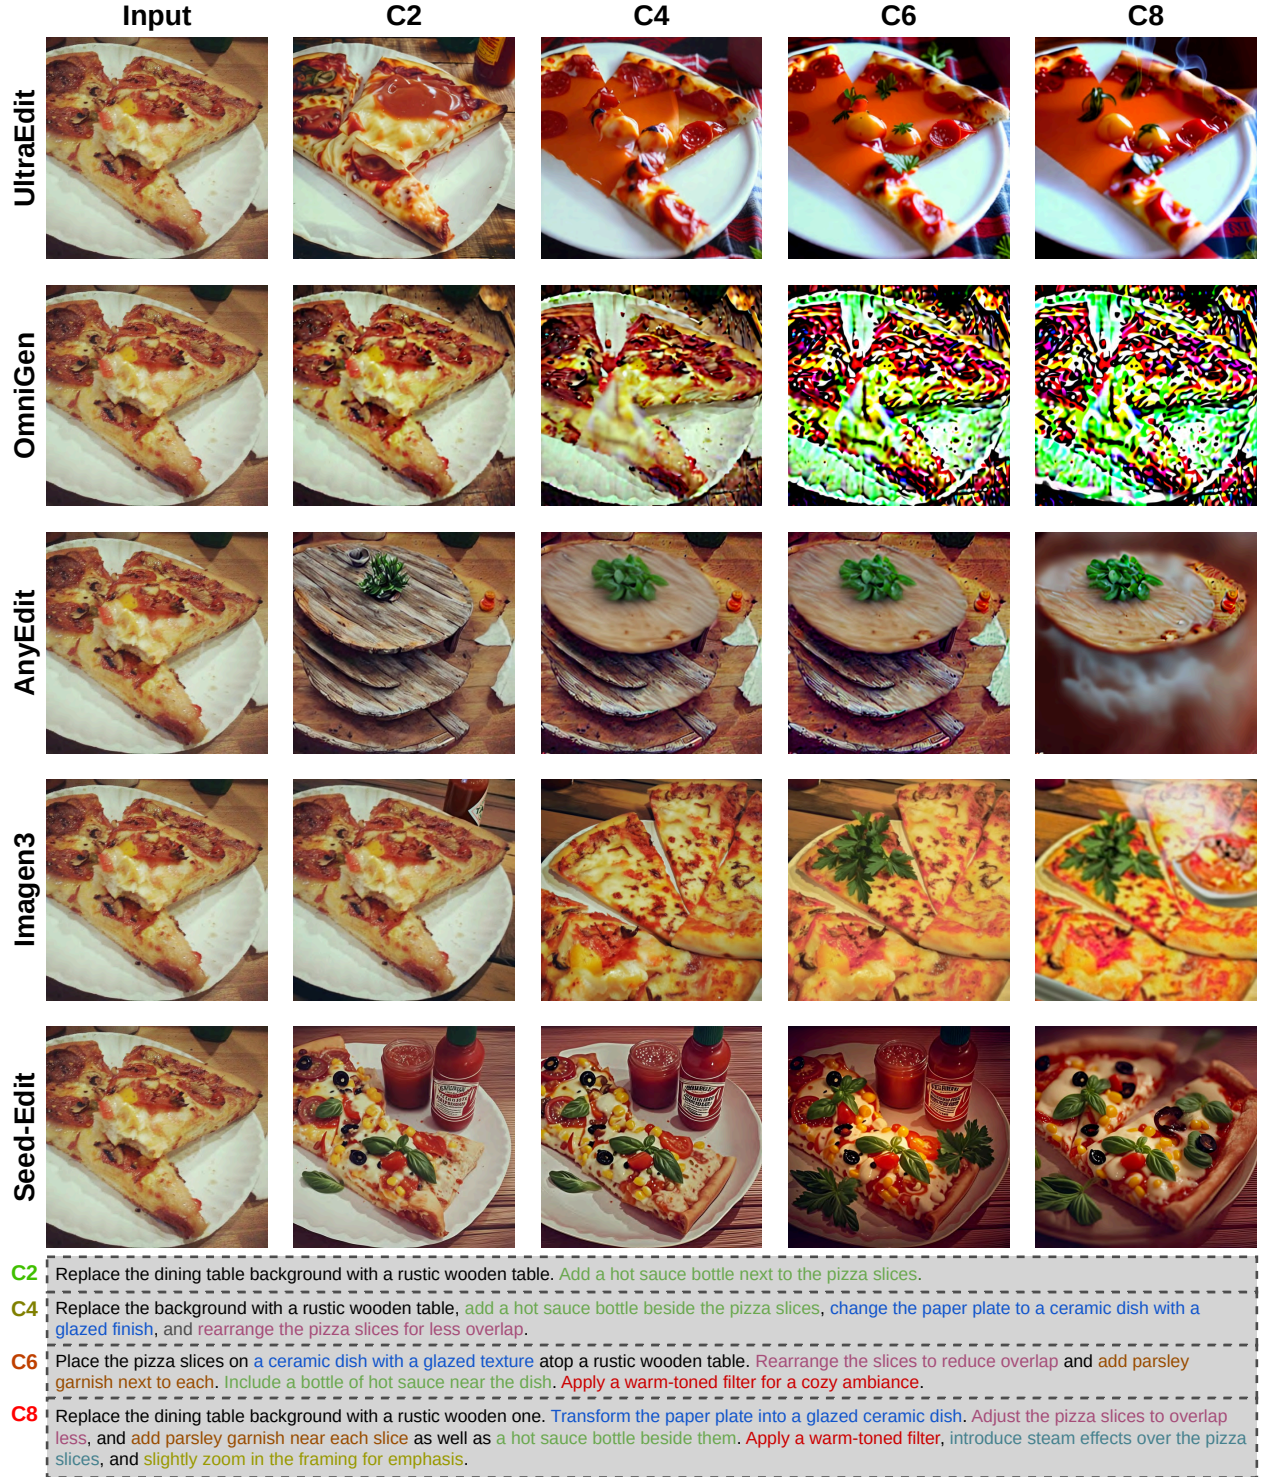 Input C2 C4 C6 C8
UltraEdit
OmniGen
AnyEdit
Imagen3
Seed-Edit
C2 Replace the dining table background with a rustic wooden table. Add a hot sauce bottle next to the pizza slices.
C4 Replace the background with a rustic wooden table, add a hot sauce bottle beside the pizza slices, change the paper plate to a ceramic dish with a
glazed finish, and rearrange the pizza slices for less overlap.
C6 Place the pizza slices on a ceramic dish with a glazed texture atop a rustic wooden table. Rearrange the slices to reduce overlap and add parsley
garnish next to each. Include a bottle of hot sauce near the dish. Apply a warm-toned filter for a cozy ambiance.
C8 Replace the dining table background with a rustic wooden one. Transform the paper plate into a glazed ceramic dish. Adjust the pizza slices to overlap
less, and add parsley garnish near each slice as well as a hot sauce bottle beside them. Apply a warm-toned filter, introduce steam effects over the pizza
slices, and slightly zoom in the framing for emphasis.